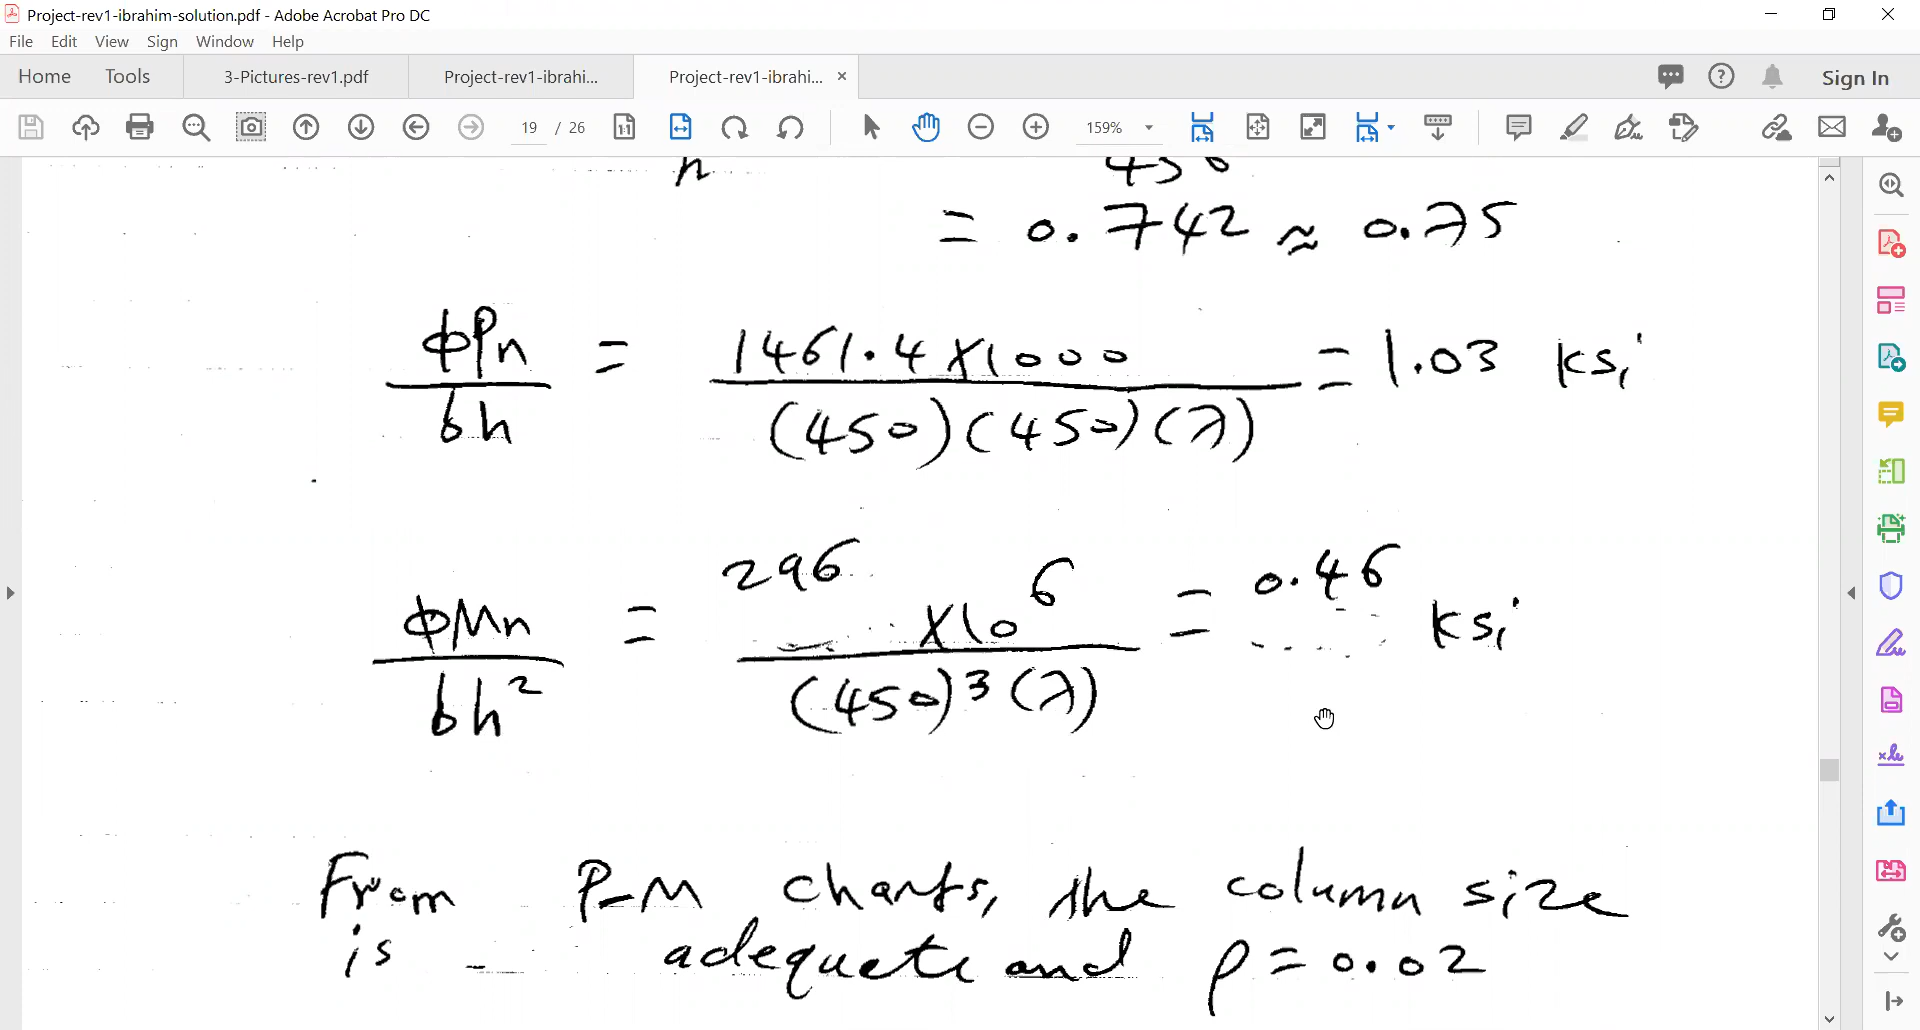 Project-rev1-ibrahim-solution.pdf - Adobe Acrobat Pro DC
File Edit View Sign Window Help
Home Tools 3-Pictures-rev1.pdf Project-rev1-ibrahi... Project-rev1-ibrahi... × Sign In
19 / 26 159%
h 450
= 0.742 ≈ 0.75
ϕPn / bh = 1461.4 X1000 / (450)(450)(7) = 1.03 ksi
ϕMn / bh² = 296 X10⁶ / (450)³(7) = 0.46 ksi
From P-M charts, the column size
is adequate and ρ = 0.02